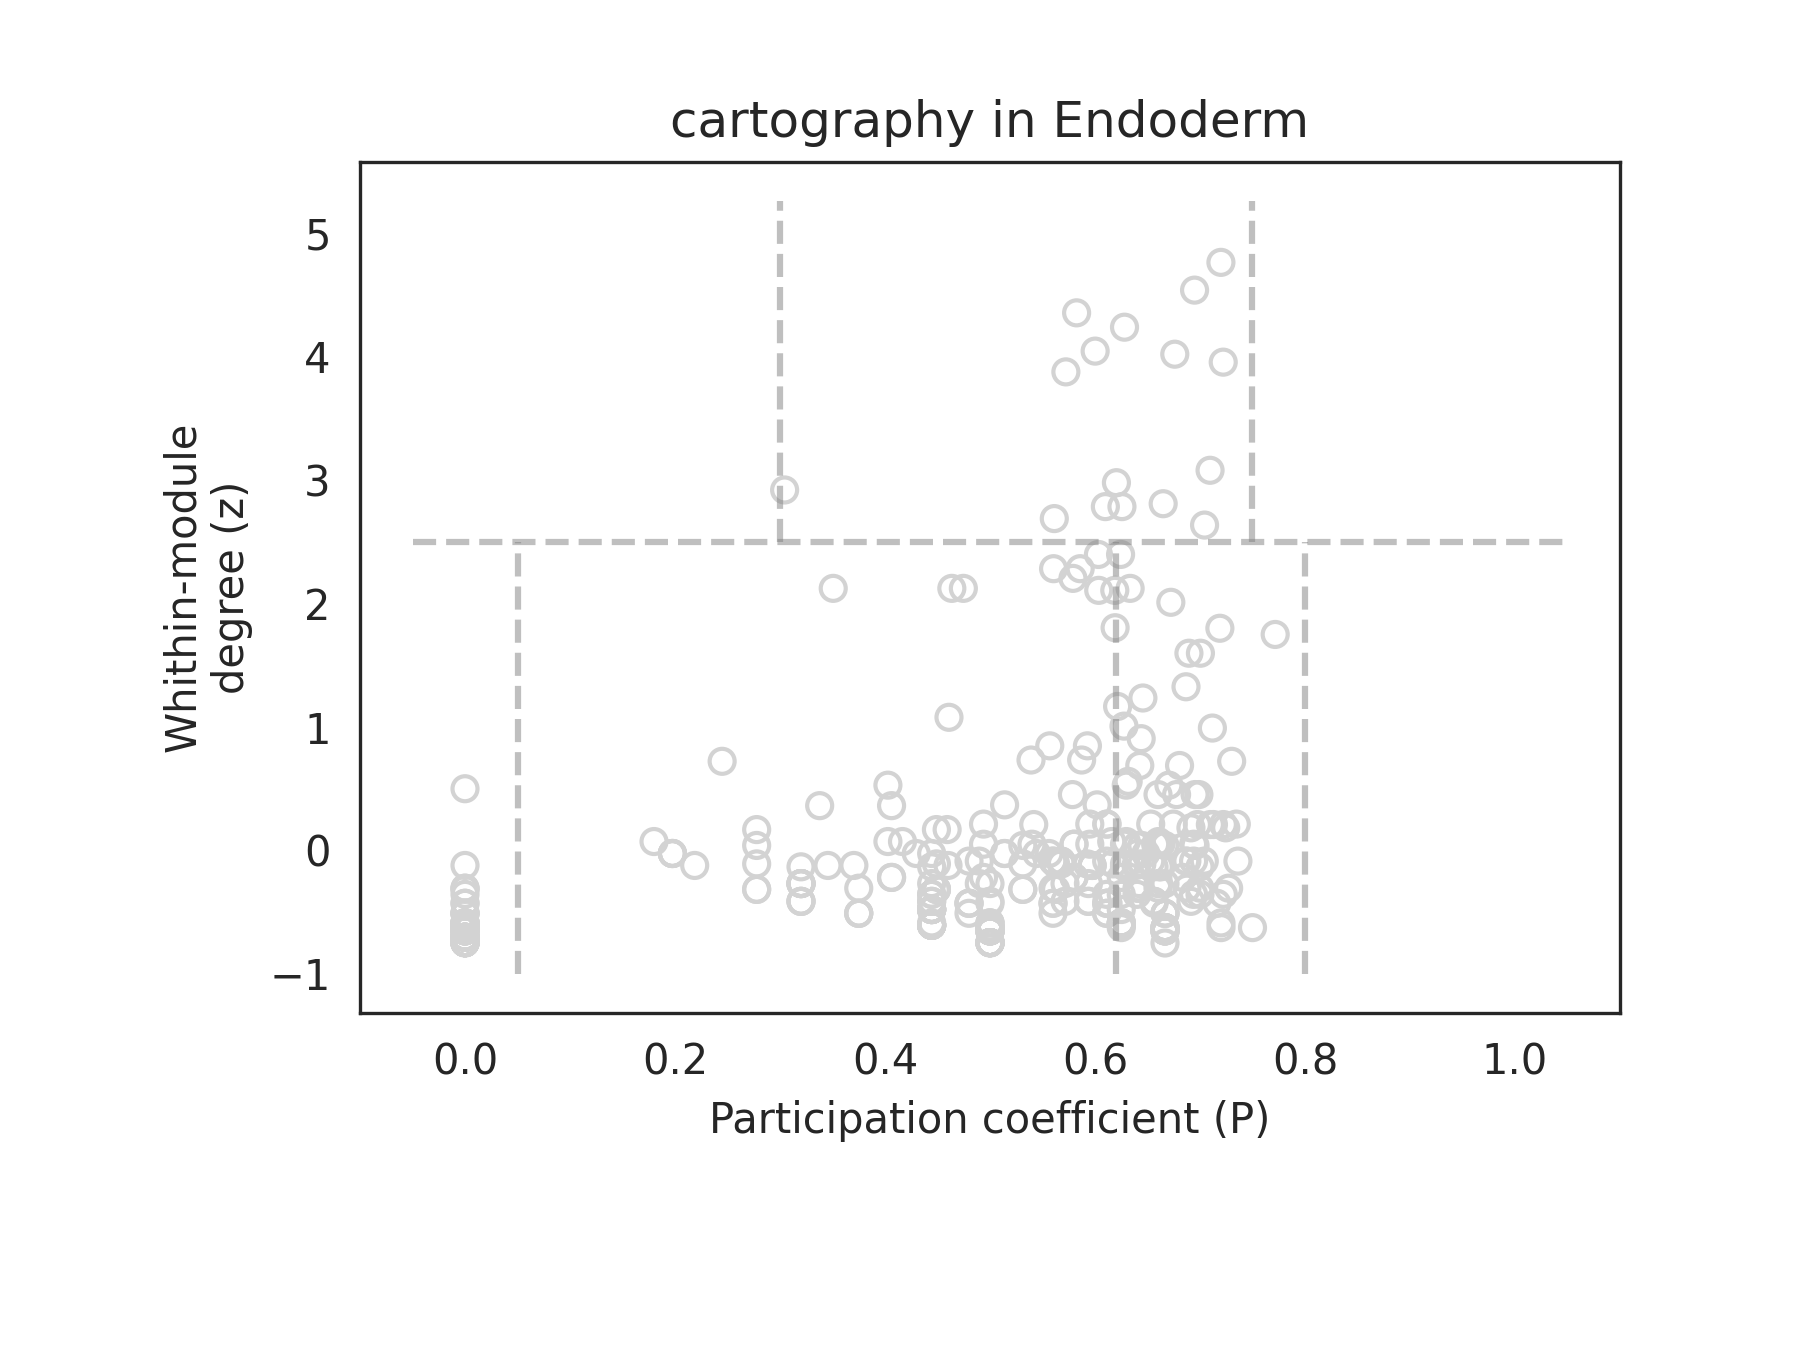 cartography in Endoderm
5
4
3
2
1
0
−1
Whithin-module
degree (z)
0.0 0.2 0.4 0.6 0.8 1.0
Participation coefficient (P)